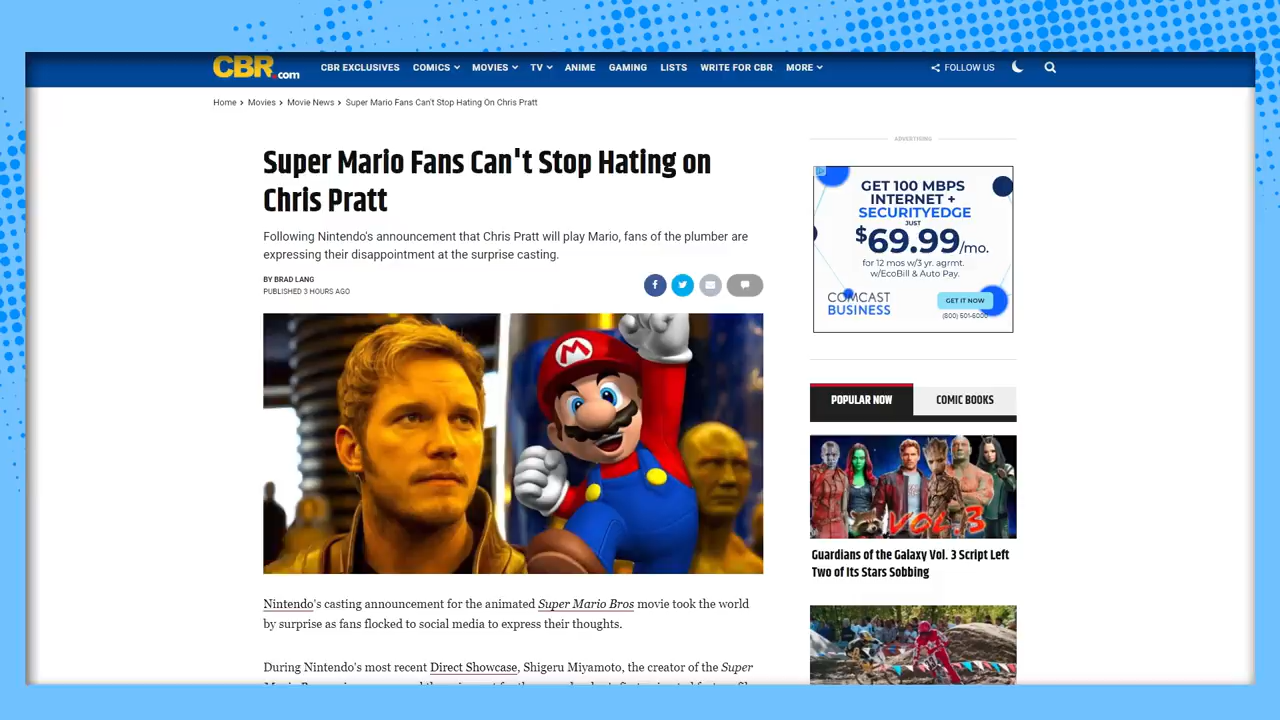 CBR.com
CBR EXCLUSIVES COMICS MOVIES TV ANIME GAMING LISTS WRITE FOR CBR MORE FOLLOW US
Home > Movies > Movie News > Super Mario Fans Can't Stop Hating On Chris Pratt
Super Mario Fans Can't Stop Hating on
Chris Pratt
Following Nintendo's announcement that Chris Pratt will play Mario, fans of the plumber are
expressing their disappointment at the surprise casting.
BY BRAD LANG
PUBLISHED 3 HOURS AGO
M
Nintendo's casting announcement for the animated Super Mario Bros movie took the world
by surprise as fans flocked to social media to express their thoughts.
During Nintendo's most recent Direct Showcase, Shigeru Miyamoto, the creator of the Super
ADVERTISING
GET 100 MBPS
INTERNET +
SECURITYEDGE
JUST
$69.99/mo.
for 12 mos w/3 yr. agrmt.
w/EcoBill & Auto Pay.
COMCAST
BUSINESS
GET IT NOW
(800) 501-6000
POPULAR NOW COMIC BOOKS
VOL. 3
Guardians of the Galaxy Vol. 3 Script Left
Two of Its Stars Sobbing